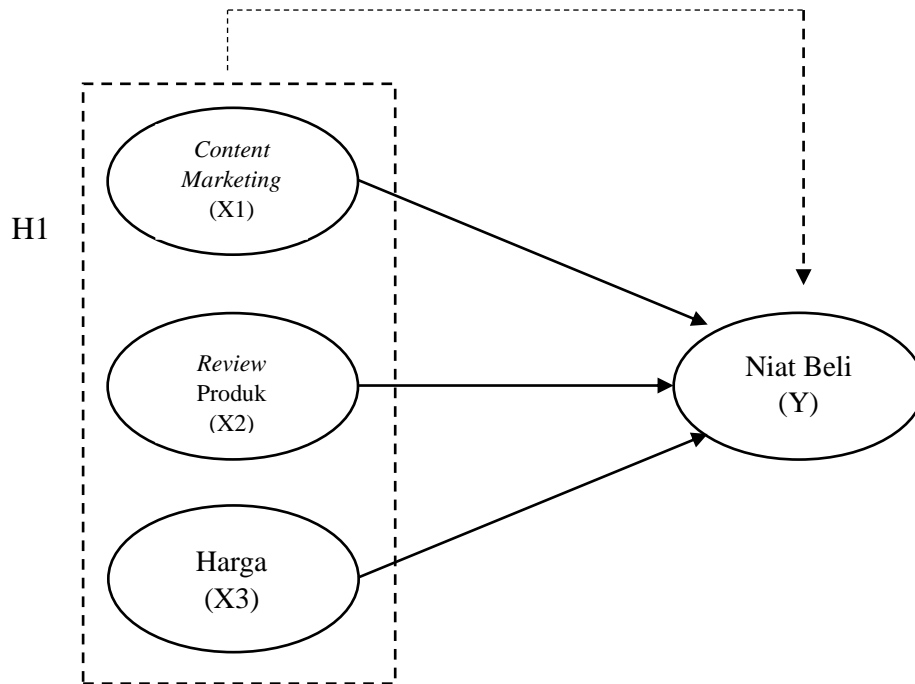 H1
Content
Marketing
(X1)
Review
Produk
(X2)
Harga
(X3)
Niat Beli
(Y)